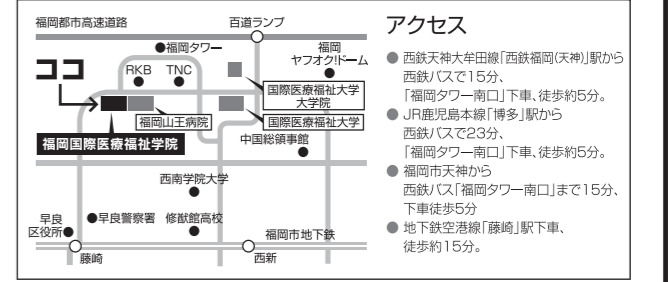 福岡都市高速道路
百道ランプ
●福岡タワー
福岡
ヤフオク!ドーム
ココ
RKB
TNC
国際医療福祉大学
大学院
福岡山王病院
国際医療福祉大学
福岡国際医療福祉学院
中国総領事館
西南学院大学
早良
区役所●
●早良警察署
修猷館高校
福岡市地下鉄
藤崎
西新
アクセス
● 西鉄天神大牟田線「西鉄福岡(天神)」駅から
西鉄バスで15分、
「福岡タワー南口」下車、徒歩約5分。
● JR鹿児島本線「博多」駅から
西鉄バスで23分、
「福岡タワー南口」下車、徒歩約5分。
● 福岡市天神から
西鉄バス「福岡タワー南口」まで15分、
下車徒歩5分
● 地下鉄空港線「藤崎」駅下車、
徒歩約15分。